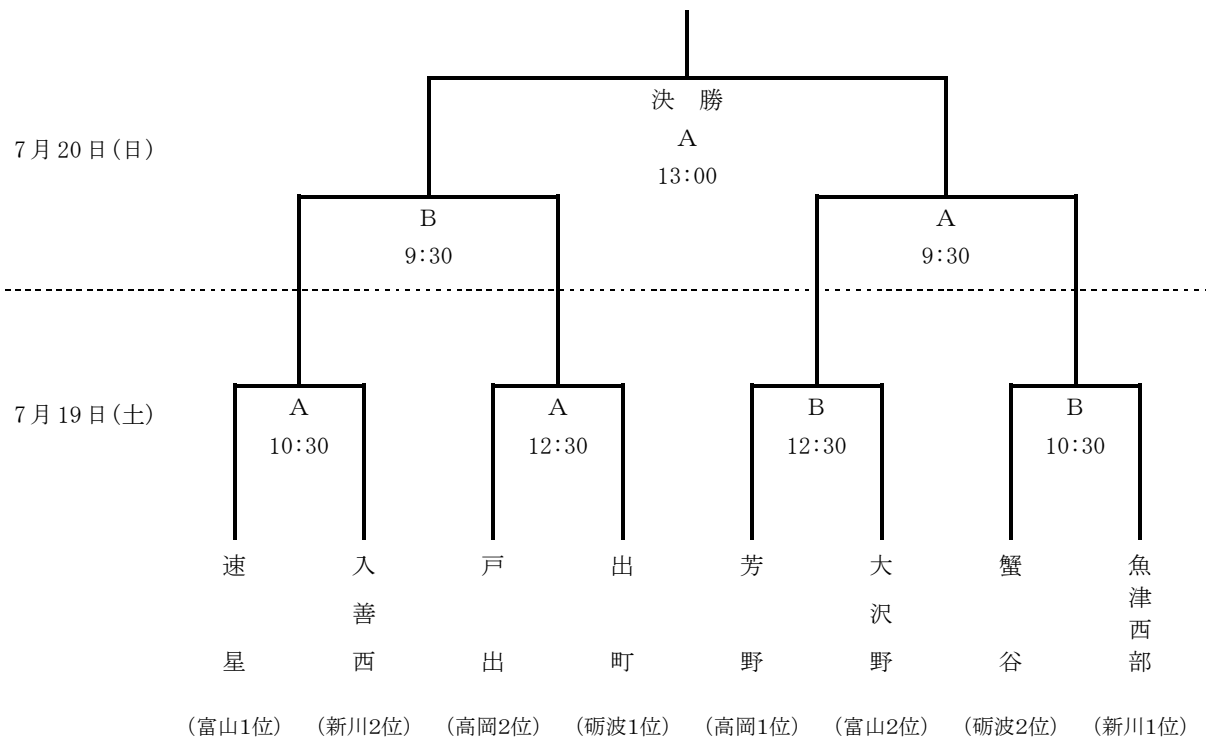 決 勝
A
13:00
7月20日(日)
B
9:30
A
9:30
7月19日(土)
A
10:30
A
12:30
B
12:30
B
10:30
速星
入善西
戸出
出町
芳野
大沢野
蟹谷
魚津西部
(富山1位)
(新川2位)
(高岡2位)
(砺波1位)
(高岡1位)
(富山2位)
(砺波2位)
(新川1位)